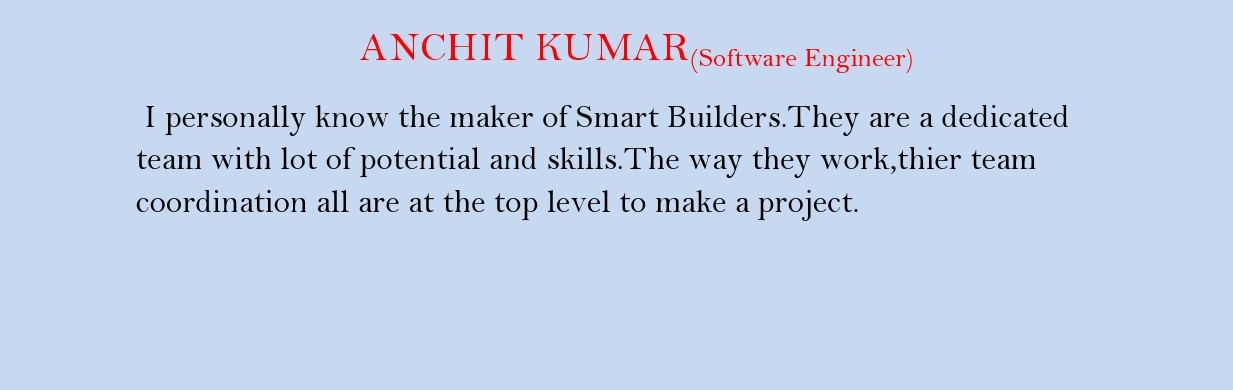 ANCHIT KUMAR(Software Engineer)
I personally know the maker of Smart Builders.They are a dedicated
team with lot of potential and skills.The way they work,thier team
coordination all are at the top level to make a project.